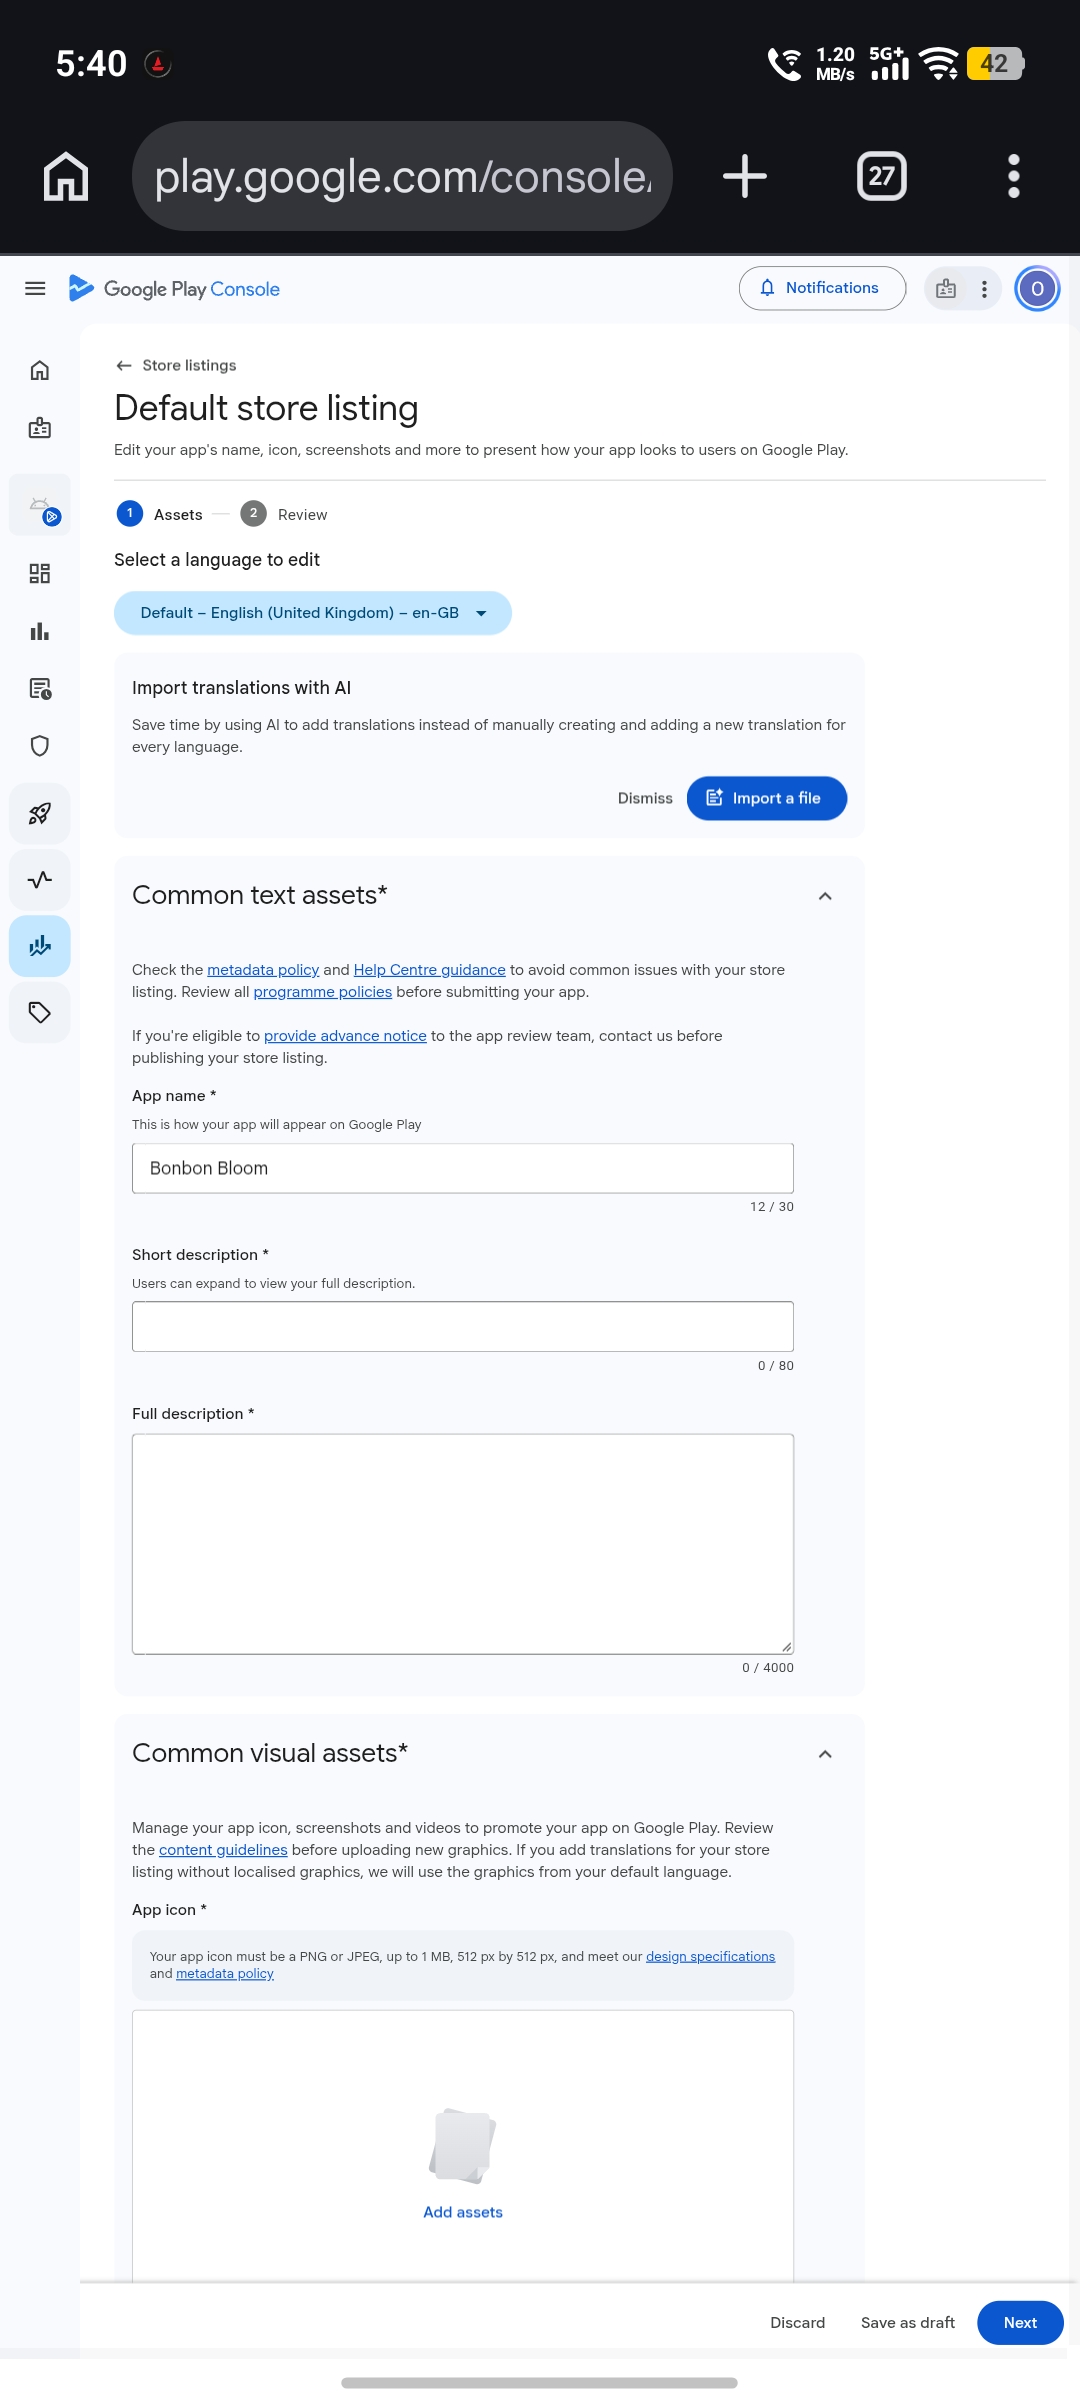 5:40
1.20
MB/s
5G+
42
play.google.com/console/
27
Google Play Console
Notifications
O
Store listings
Default store listing
Edit your app's name, icon, screenshots and more to present how your app looks to users on Google Play.
1 Assets
2 Review
Select a language to edit
Default – English (United Kingdom) – en-GB
Import translations with AI
Save time by using AI to add translations instead of manually creating and adding a new translation for
every language.
Dismiss
Import a file
Common text assets*
Check the metadata policy and Help Centre guidance to avoid common issues with your store
listing. Review all programme policies before submitting your app.
If you're eligible to provide advance notice to the app review team, contact us before
publishing your store listing.
App name *
This is how your app will appear on Google Play
Bonbon Bloom
12 / 30
Short description *
Users can expand to view your full description.
0 / 80
Full description *
0 / 4000
Common visual assets*
Manage your app icon, screenshots and videos to promote your app on Google Play. Review
the content guidelines before uploading new graphics. If you add translations for your store
listing without localised graphics, we will use the graphics from your default language.
App icon *
Your app icon must be a PNG or JPEG, up to 1 MB, 512 px by 512 px, and meet our design specifications
and metadata policy
Add assets
Discard
Save as draft
Next